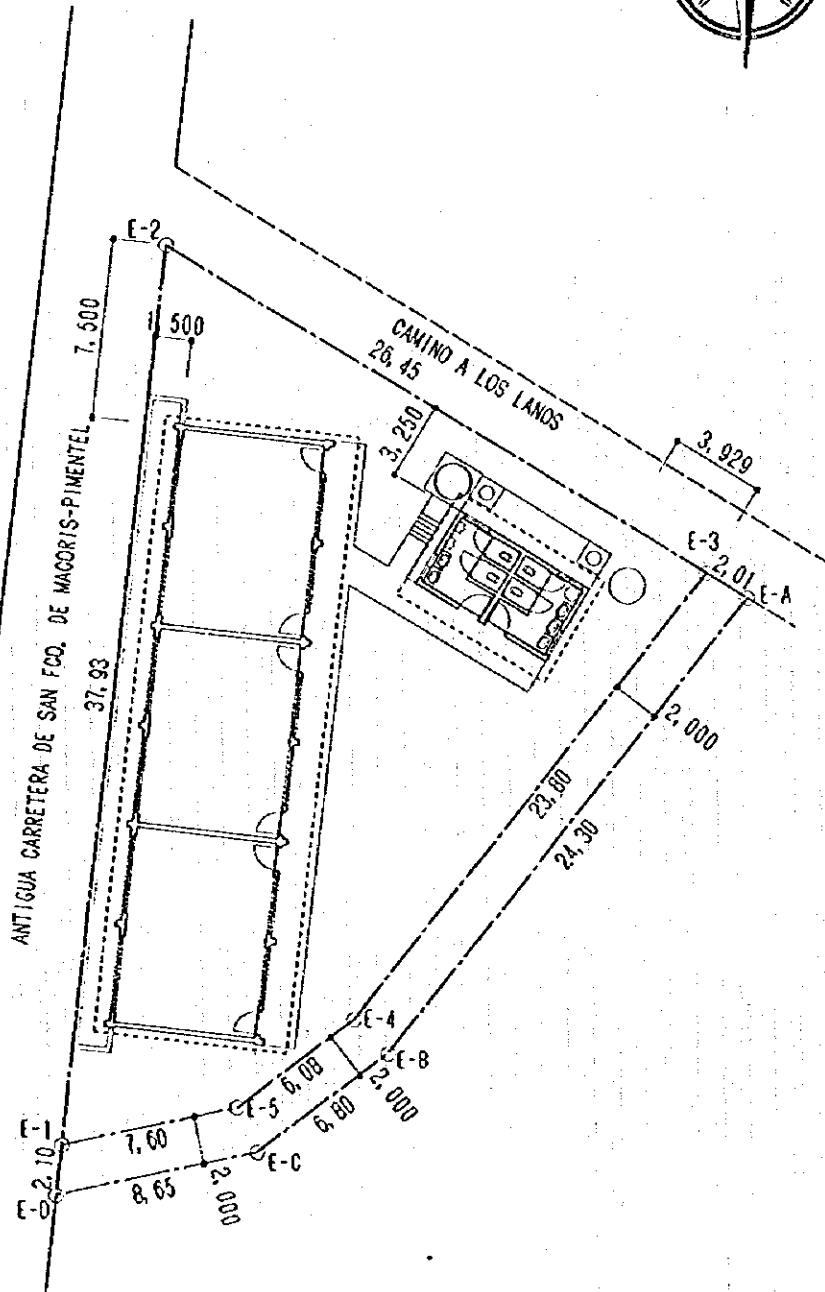 E-2
7,500
1,500
CAMINO A LOS LANOS
26,45
3,250
3,929
E-3
2,01
E-A
ANTIGUA CARRETERA DE SAN FCO. DE MACORIS-PIMENTEL
37,93
2,000
23,80
24,30
E-4
E-B
6,08
2,000
E-5
6,80
E-1
7,60
E-C
2,10
8,65
2,000
E-D